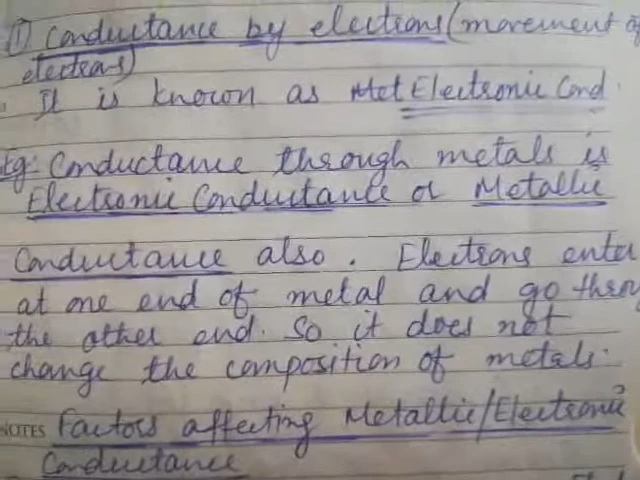 (1) Conductance by electrons (movement of
electrons)
It is known as Met Electronic Cond.
Eg: Conductance through metals is
Electronic Conductance or Metallic
Conductance also. Electrons enter
at one end of metal and go throu
the other end. So it does not
change the composition of metals.
NOTES Factors affecting Metallic/Electronic
Conductance